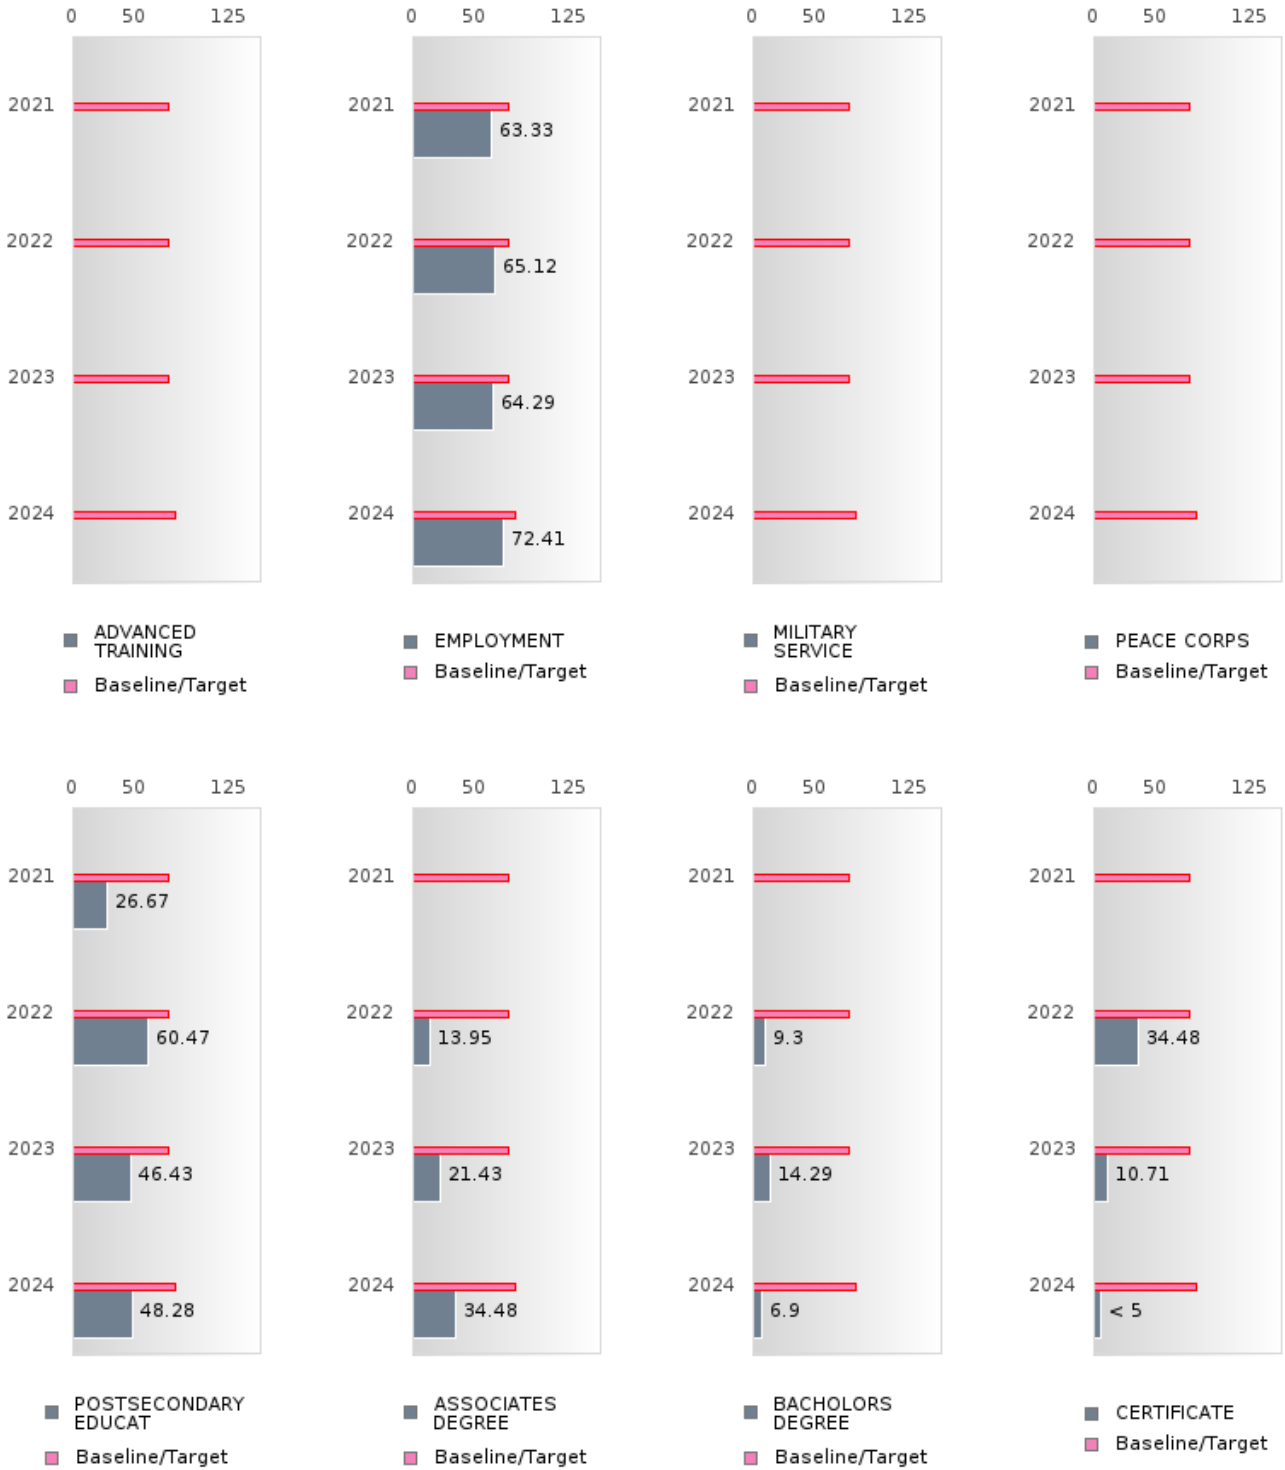 0 50 125
2021
2022
2023
2024
ADVANCED
TRAINING
Baseline/Target
0 50 125
2021
63.33
2022
65.12
2023
64.29
2024
72.41
EMPLOYMENT
Baseline/Target
0 50 125
2021
2022
2023
2024
MILITARY
SERVICE
Baseline/Target
0 50 125
2021
2022
2023
2024
PEACE CORPS
Baseline/Target
0 50 125
2021
26.67
2022
60.47
2023
46.43
2024
48.28
POSTSECONDARY
EDUCAT
Baseline/Target
0 50 125
2021
2022
13.95
2023
21.43
2024
34.48
ASSOCIATES
DEGREE
Baseline/Target
0 50 125
2021
2022
9.3
2023
14.29
2024
6.9
BACHOLORS
DEGREE
Baseline/Target
0 50 125
2021
2022
34.48
2023
10.71
2024
< 5
CERTIFICATE
Baseline/Target